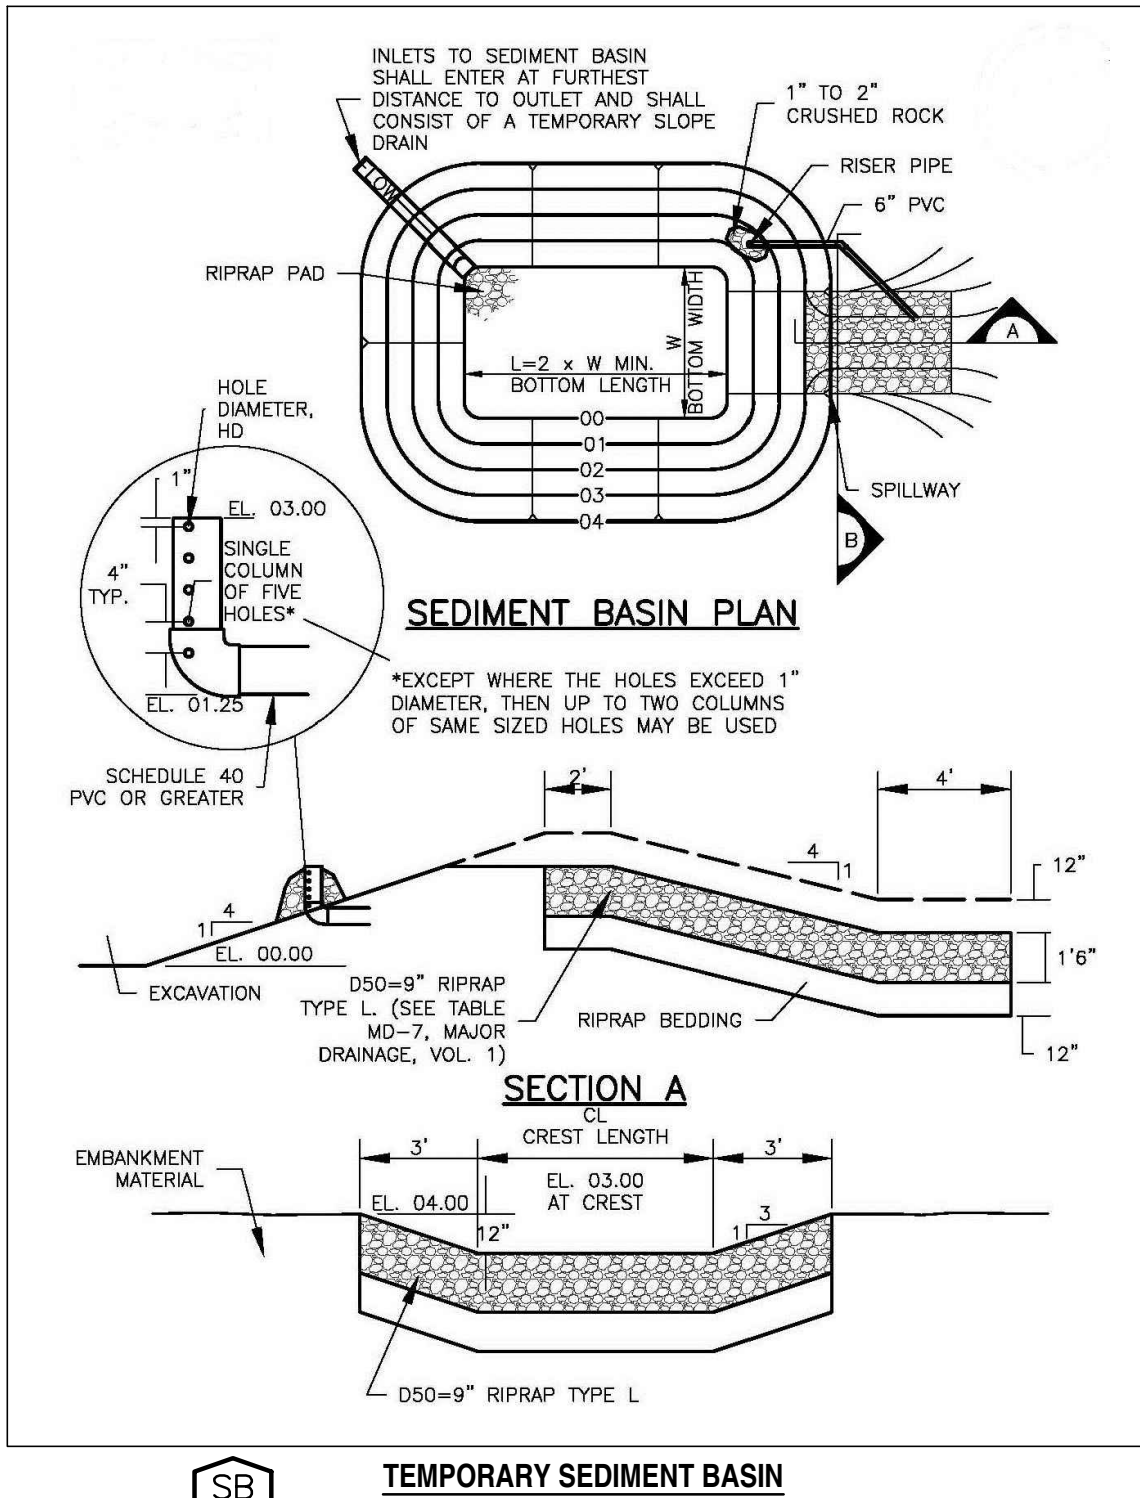 INLETS TO SEDIMENT BASIN
SHALL ENTER AT FURTHEST
DISTANCE TO OUTLET AND SHALL
CONSIST OF A TEMPORARY SLOPE
DRAIN
1" TO 2"
CRUSHED ROCK
RISER PIPE
6" PVC
FLOW
RIPRAP PAD
W
BOTTOM WIDTH
L=2 x W MIN.
BOTTOM LENGTH
A
00
01
02
03
04
SPILLWAY
B
HOLE
DIAMETER,
HD
1"
EL. 03.00
SINGLE
COLUMN
OF FIVE
HOLES*
4"
TYP.
EL. 01.25
SEDIMENT BASIN PLAN
*EXCEPT WHERE THE HOLES EXCEED 1"
DIAMETER, THEN UP TO TWO COLUMNS
OF SAME SIZED HOLES MAY BE USED
SCHEDULE 40
PVC OR GREATER
2'
4'
4
1
12"
4
1
EL. 00.00
1'6"
EXCAVATION
D50=9" RIPRAP
TYPE L. (SEE TABLE
MD-7, MAJOR
DRAINAGE, VOL. 1)
RIPRAP BEDDING
12"
SECTION A
CL
CREST LENGTH
3'
3'
EMBANKMENT
MATERIAL
EL. 04.00
EL. 03.00
AT CREST
12"
3
1
D50=9" RIPRAP TYPE L
SB
TEMPORARY SEDIMENT BASIN